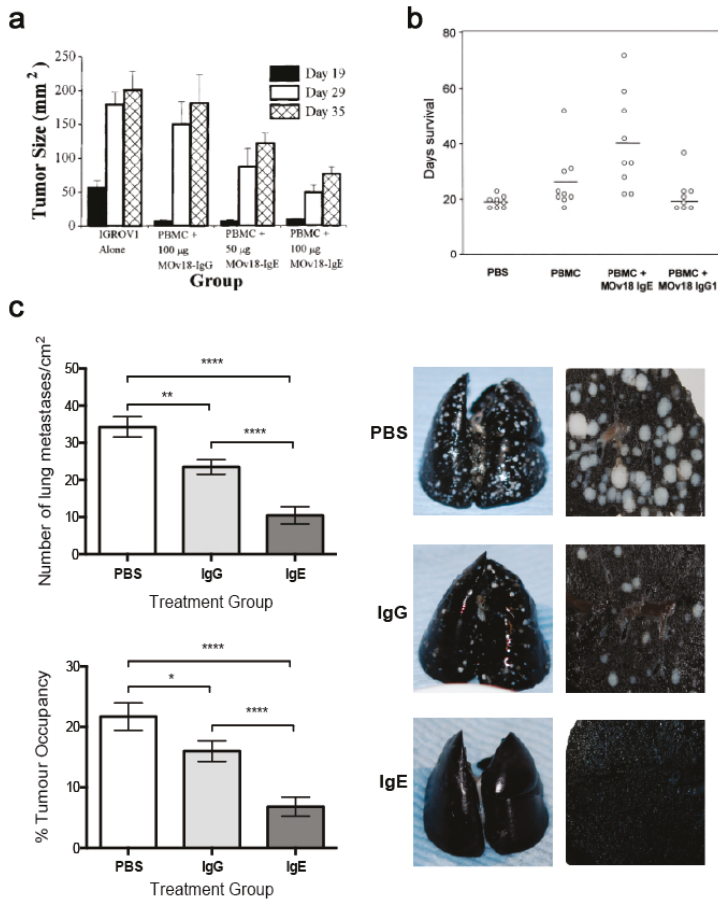 a
Tumor Size (mm²)
250
200
150
100
50
0
Day 19
Day 29
Day 35
IGROV1
Alone
PBMC +
100 µg
MOv18-IgG
PBMC +
50 µg
MOv18-IgE
PBMC +
100 µg
MOv18-IgE
Group
b
Days survival
80
60
40
20
0
PBS
PBMC
PBMC +
MOv18 IgE
PBMC +
MOv18 IgG1
c
Number of lung metastases/cm²
50
40
30
20
10
0
****
**
****
PBS
IgG
IgE
Treatment Group
% Tumour Occupancy
30
20
10
0
****
*
****
PBS
IgG
IgE
Treatment Group
PBS
IgG
IgE